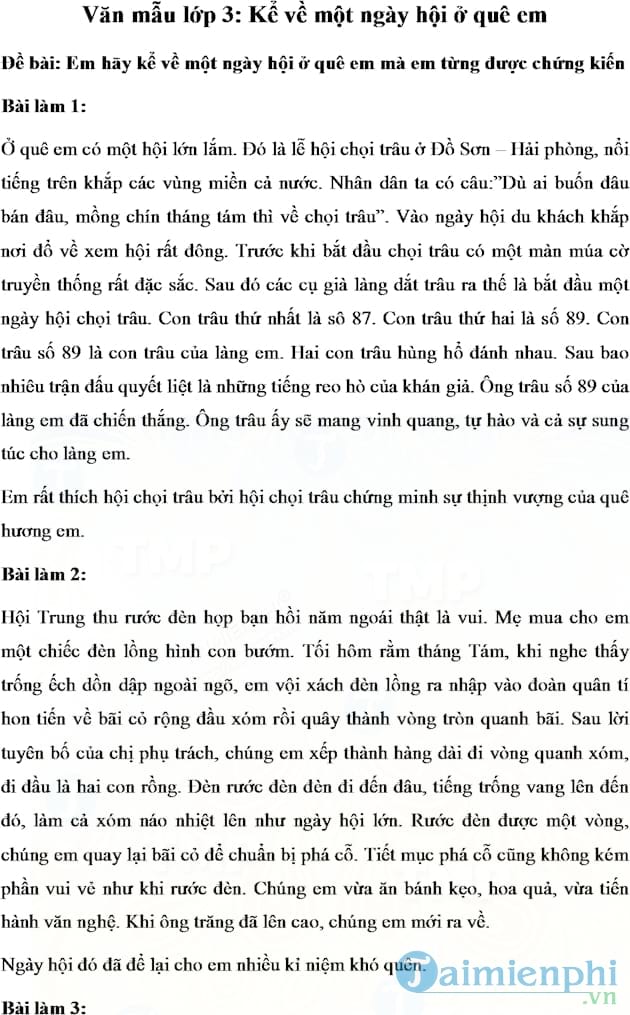 Văn mẫu lớp 3: Kể về một ngày hội ở quê em
Đề bài: Em hãy kể về một ngày hội ở quê em mà em từng được chứng kiến
Bài làm 1:
Ở quê em có một hội lớn lắm. Đó là lễ hội chọi trâu ở Đồ Sơn – Hải phòng, nổi
tiếng trên khắp các vùng miền cả nước. Nhân dân ta có câu:”Dù ai buôn đâu
bán đâu, mồng chín tháng tám thì về chọi trâu”. Vào ngày hội du khách khắp
nơi đổ về xem hội rất đông. Trước khi bắt đầu chọi trâu có một màn múa cờ
truyền thống rất đặc sắc. Sau đó các cụ già làng dắt trâu ra thế là bắt đầu một
ngày hội chọi trâu. Con trâu thứ nhất là sô 87. Con trâu thứ hai là số 89. Con
trâu số 89 là con trâu của làng em. Hai con trâu hùng hổ đánh nhau. Sau bao
nhiêu trận đấu quyết liệt là những tiếng reo hò của khán giả. Ông trâu số 89 của
làng em đã chiến thắng. Ông trâu ấy sẽ mang vinh quang, tự hào và cả sự sung
túc cho làng em.
Em rất thích hội chọi trâu bởi hội chọi trâu chứng minh sự thịnh vượng của quê
hương em.
Bài làm 2:
Hội Trung thu rước đèn họp bạn hồi năm ngoái thật là vui. Mẹ mua cho em
một chiếc đèn lồng hình con bướm. Tối hôm rằm tháng Tám, khi nghe thấy
trống ếch dồn dập ngoài ngõ, em vội xách đèn lồng ra nhập vào đoàn quân tí
hon tiến về bãi cỏ rộng đầu xóm rồi quây thành vòng tròn quanh bãi. Sau lời
tuyên bố của chị phụ trách, chúng em xếp thành hàng dài đi vòng quanh xóm,
đi đầu là hai con rồng. Đèn rước đèn đèn đi đến đâu, tiếng trống vang lên đến
đó, làm cả xóm náo nhiệt lên như ngày hội lớn. Rước đèn được một vòng,
chúng em quay lại bãi cỏ để chuẩn bị phá cỗ. Tiết mục phá cỗ cũng không kém
phần vui vẻ như khi rước đèn. Chúng em vừa ăn bánh kẹo, hoa quả, vừa tiến
hành văn nghệ. Khi ông trăng đã lên cao, chúng em mới ra về.
Ngày hội đó đã để lại cho em nhiều kỉ niệm khó quên.
Taimienphi
.vn
Bài làm 3: